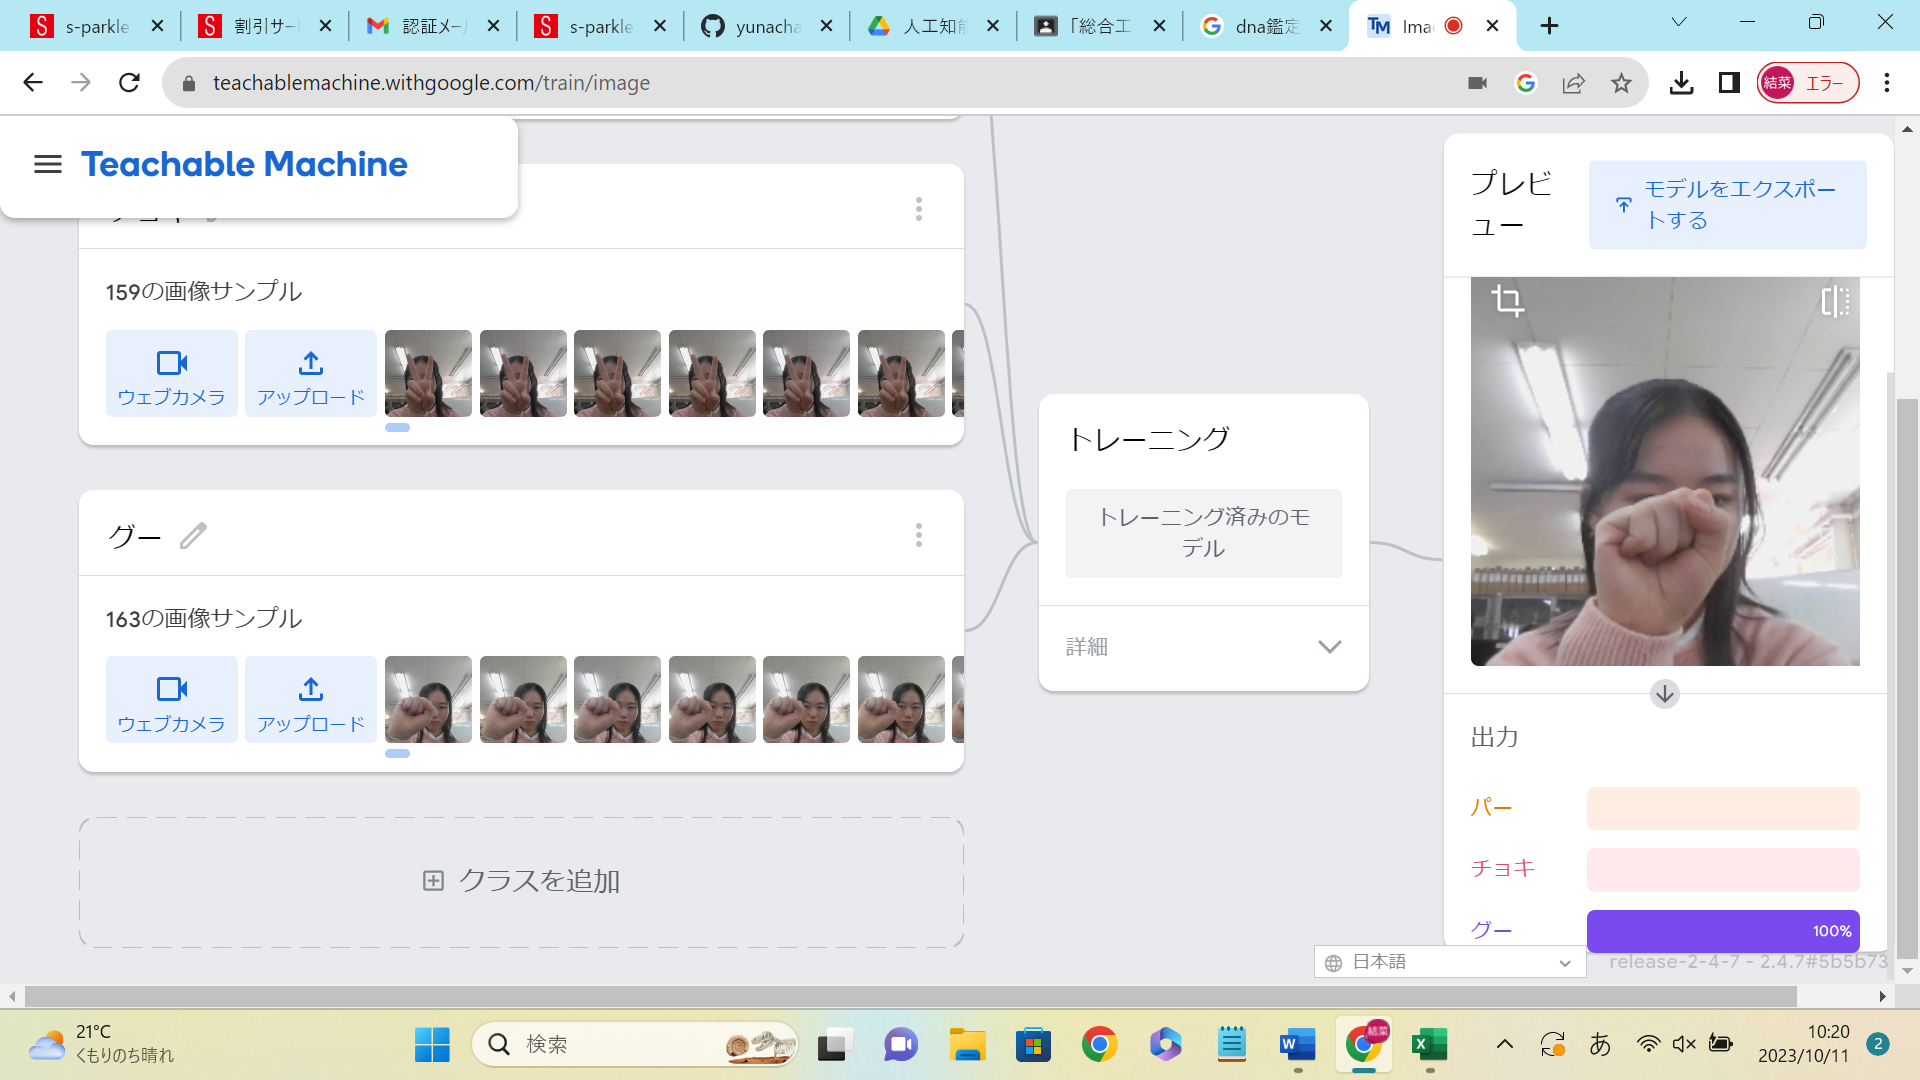 s-parkle
割引サー
認証メー
s-parkle
yunacha
人工知能
「総合工
dna鑑定
Ima
teachablemachine.withgoogle.com/train/image
結菜 エラー
Teachable Machine
159の画像サンプル
ウェブカメラ
アップロード
グー
163の画像サンプル
ウェブカメラ
アップロード
クラスを追加
トレーニング
トレーニング済みのモ
デル
詳細
プレビ
ュー
モデルをエクスポー
トする
出力
パー
チョキ
グー
100%
日本語
release-2-4-7 - 2.4.7#5b5b73
21°C
くもりのち晴れ
検索
結菜
あ
10:20
2023/10/11
2